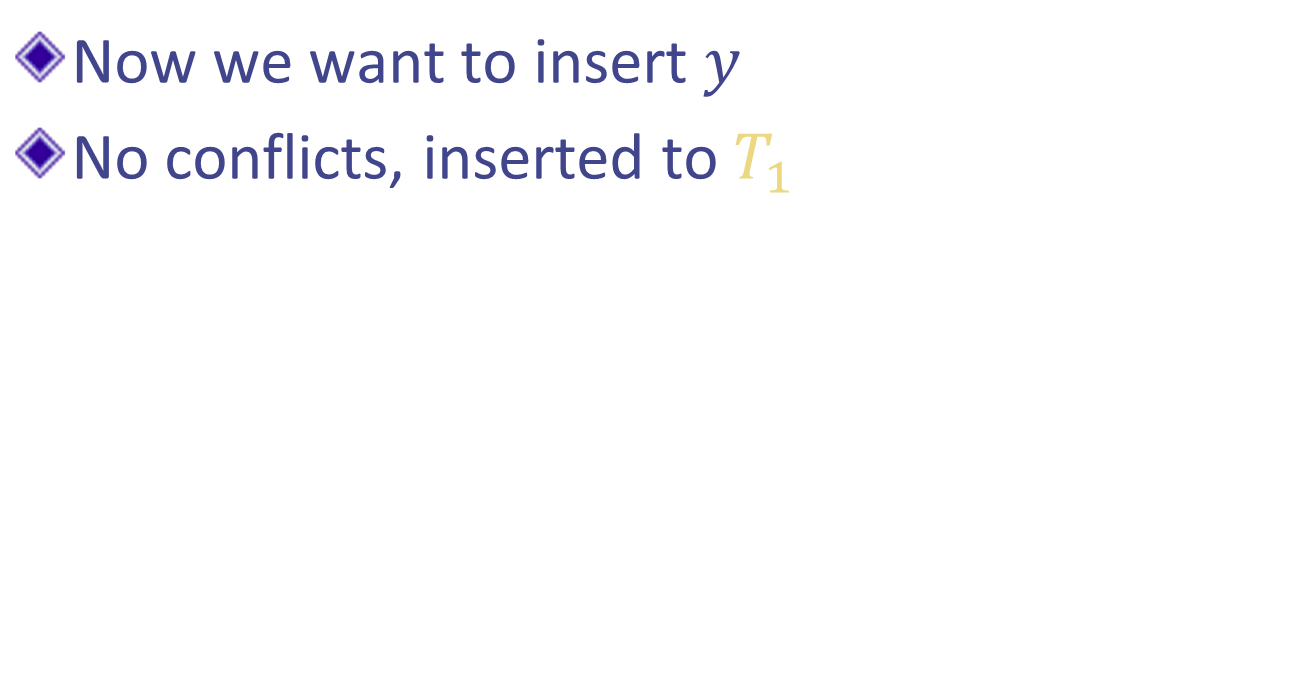 Now we want to insert y
No conflicts, inserted to T₁